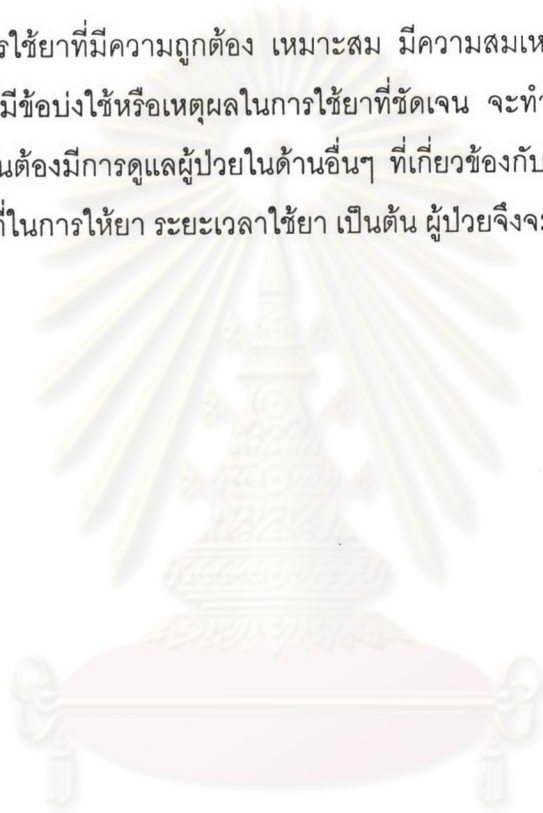 รใช้ยาที่มีความถูกต้อง เหมาะสม มีความสมเห
มีข้อบ่งใช้หรือเหตุผลในการใช้ยาที่ชัดเจน จะทำ
นต้องมีการดูแลผู้ป่วยในด้านอื่นๆ ที่เกี่ยวข้องกับ
ที่ในการให้ยา ระยะเวลาใช้ยา เป็นต้น ผู้ป่วยจึงจะ